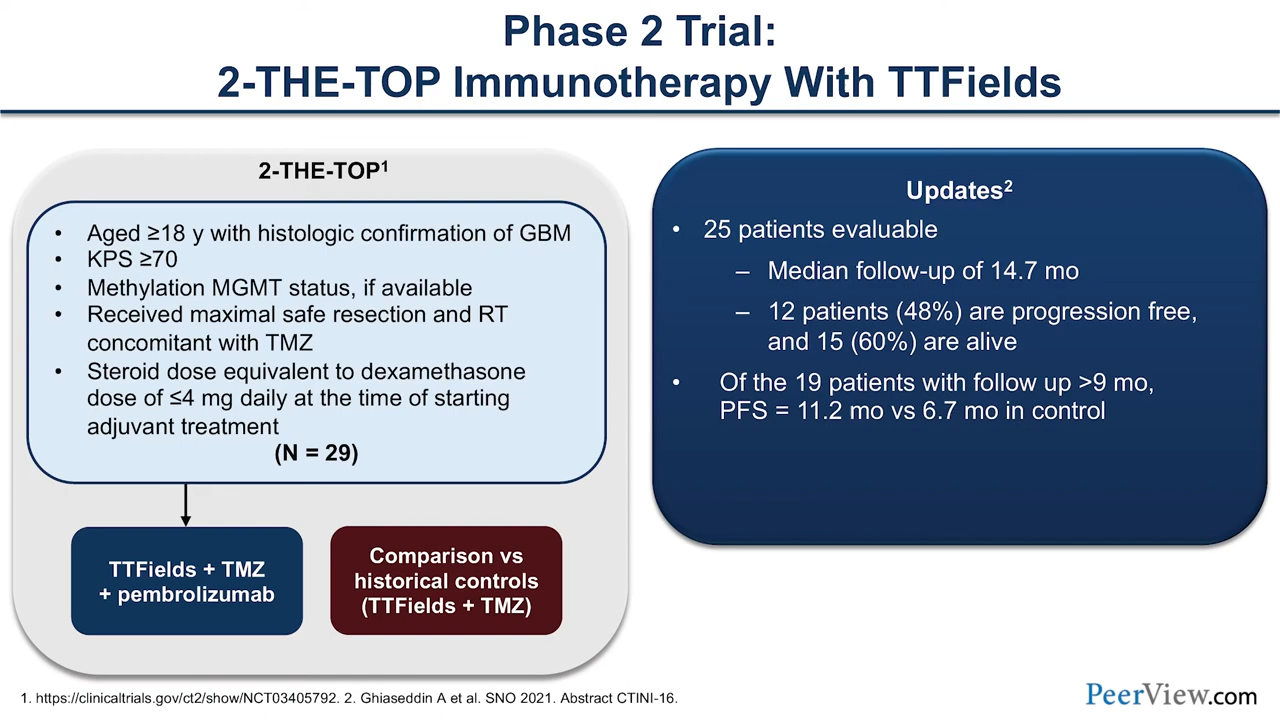 Phase 2 Trial:
2-THE-TOP Immunotherapy With TTFields
2-THE-TOP1
• Aged ≥18 y with histologic confirmation of GBM
• KPS ≥70
• Methylation MGMT status, if available
• Received maximal safe resection and RT
concomitant with TMZ
• Steroid dose equivalent to dexamethasone
dose of ≤4 mg daily at the time of starting
adjuvant treatment
(N = 29)
TTFields + TMZ
+ pembrolizumab
Comparison vs
historical controls
(TTFields + TMZ)
Updates2
• 25 patients evaluable
– Median follow-up of 14.7 mo
– 12 patients (48%) are progression free,
and 15 (60%) are alive
• Of the 19 patients with follow up >9 mo,
PFS = 11.2 mo vs 6.7 mo in control
1. https://clinicaltrials.gov/ct2/show/NCT03405792. 2. Ghiaseddin A et al. SNO 2021. Abstract CTINI-16.
PeerView.com